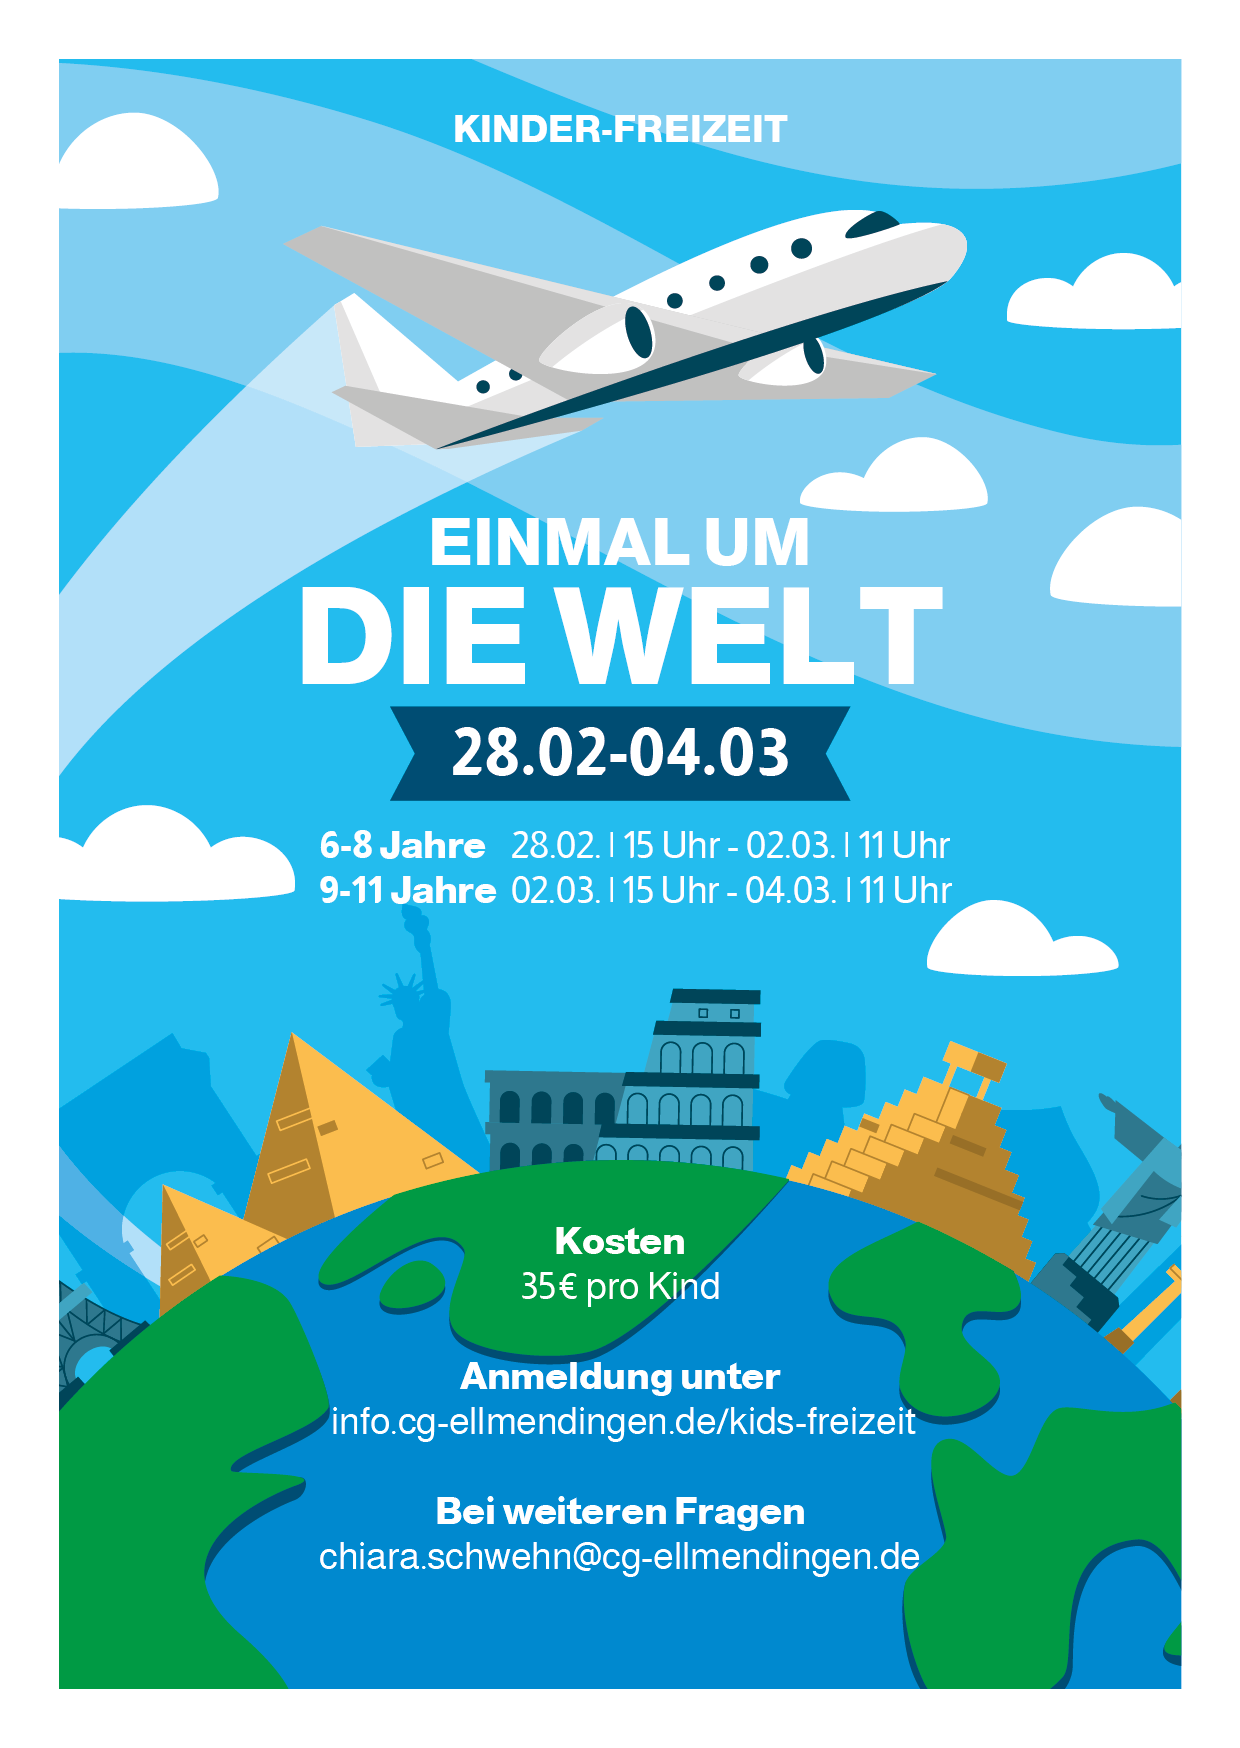 KINDER-FREIZEIT
EINMAL UM
DIE WELT
28.02-04.03
6-8 Jahre 28.02. | 15 Uhr - 02.03. | 11 Uhr
9-11 Jahre 02.03. | 15 Uhr - 04.03. | 11 Uhr
Kosten
35€ pro Kind
Anmeldung unter
info.cg-ellmendingen.de/kids-freizeit
Bei weiteren Fragen
chiara.schwehn@cg-ellmendingen.de